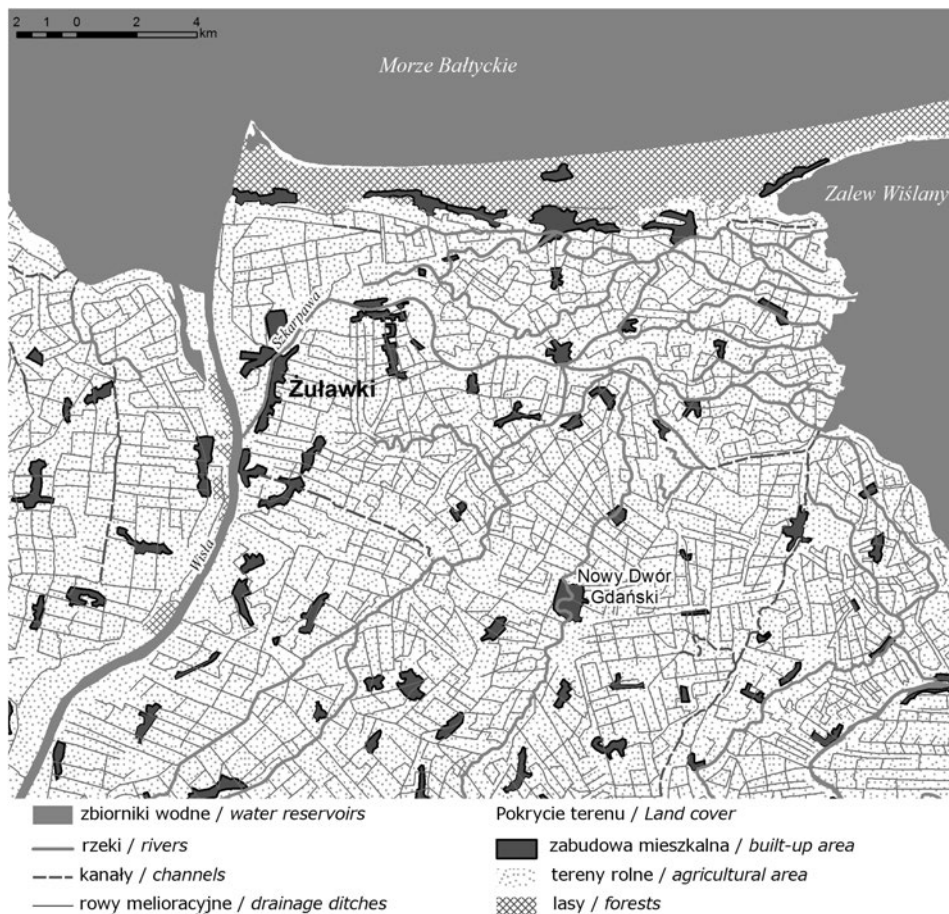 2 1 0 2 4
km
Morze Bałtyckie
Zalew Wiślany
Szkarpawa
Żuławki
Wisła
Nowy Dwór
Gdański
zbiorniki wodne / water reservoirs
rzeki / rivers
kanały / channels
rowy melioracyjne / drainage ditches
Pokrycie terenu / Land cover
zabudowa mieszkalna / built-up area
tereny rolne / agricultural area
lasy / forests